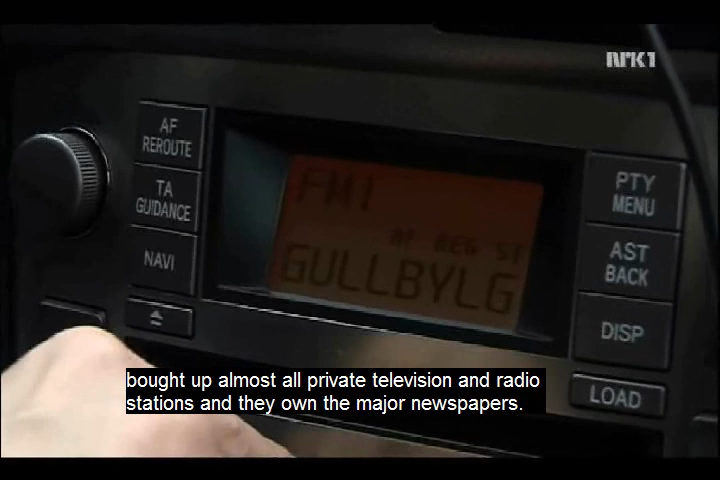 NRK1
AF
REROUTE
TA
GUIDANCE
NAVI
FM1
AF REG ST
GULLBYLG
PTY
MENU
AST
BACK
DISP
LOAD
bought up almost all private television and radio
stations and they own the major newspapers.